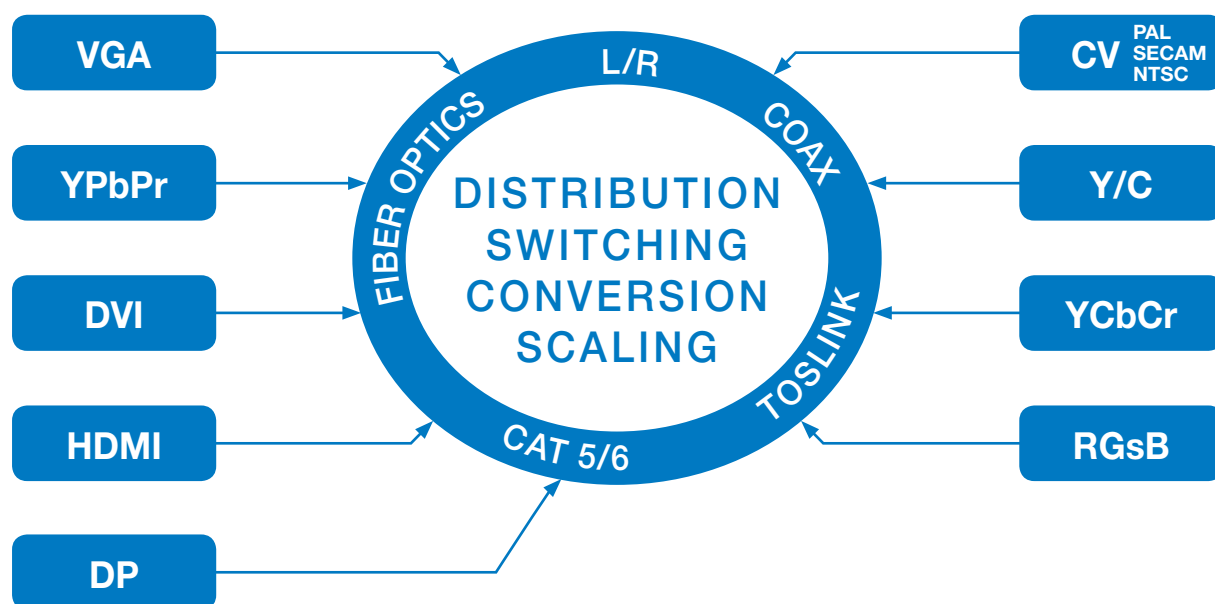 VGA
YPbPr
DVI
HDMI
DP
L/R
FIBER OPTICS
COAX
TOSLINK
CAT 5/6
DISTRIBUTION
SWITCHING
CONVERSION
SCALING
CV PAL
SECAM
NTSC
Y/C
YCbCr
RGsB